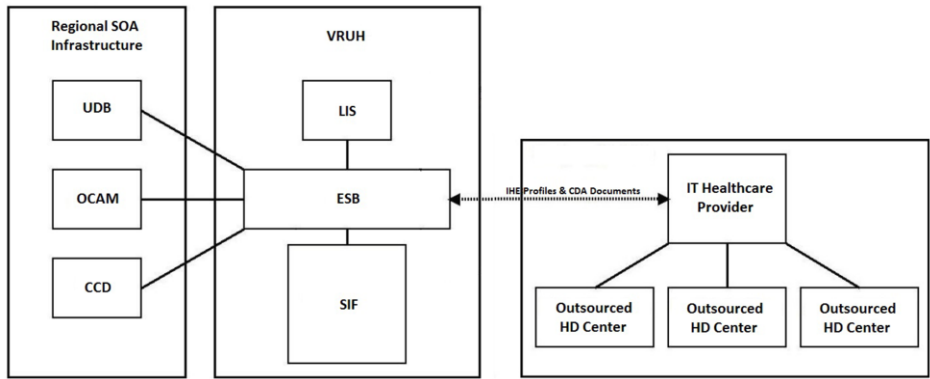 Regional SOA
Infrastructure
UDB
OCAM
CCD
VRUH
LIS
ESB
SIF
IHE Profiles & CDA Documents
IT Healthcare
Provider
Outsourced
HD Center
Outsourced
HD Center
Outsourced
HD Center